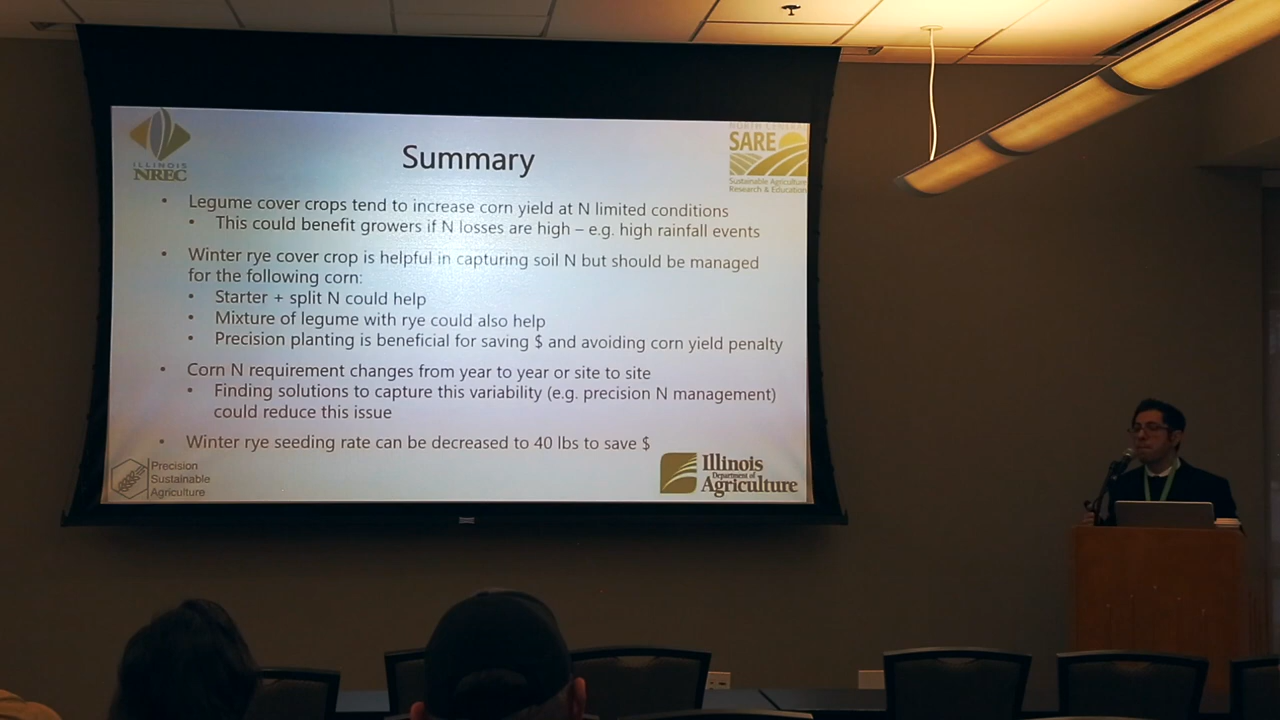 ILLINOIS
NREC
Summary
NORTH CENTRAL
SARE
Sustainable Agriculture
Research & Education
• Legume cover crops tend to increase corn yield at N limited conditions
• This could benefit growers if N losses are high – e.g. high rainfall events
• Winter rye cover crop is helpful in capturing soil N but should be managed
for the following corn:
• Starter + split N could help
• Mixture of legume with rye could also help
• Precision planting is beneficial for saving $ and avoiding corn yield penalty
• Corn N requirement changes from year to year or site to site
• Finding solutions to capture this variability (e.g. precision N management)
could reduce this issue
• Winter rye seeding rate can be decreased to 40 lbs to save $
Precision
Sustainable
Agriculture
Illinois
Department of
Agriculture